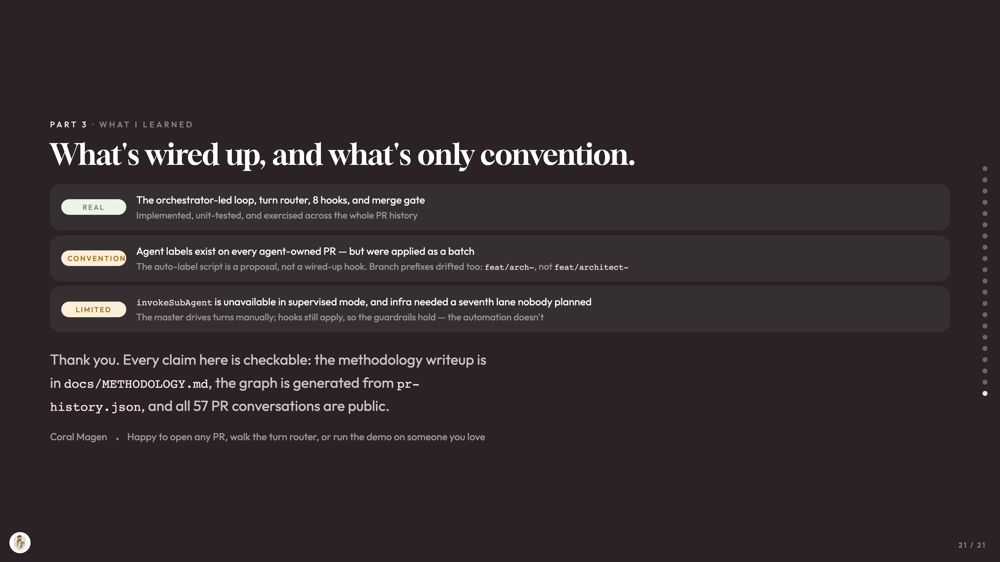 PART 3 · WHAT I LEARNED
What's wired up, and what's only convention.
REAL
The orchestrator-led loop, turn router, 8 hooks, and merge gate
Implemented, unit-tested, and exercised across the whole PR history
CONVENTION
Agent labels exist on every agent-owned PR — but were applied as a batch
The auto-label script is a proposal, not a wired-up hook. Branch prefixes drifted too: feat/arch-, not feat/architect-
LIMITED
invokeSubAgent is unavailable in supervised mode, and infra needed a seventh lane nobody planned
The master drives turns manually; hooks still apply, so the guardrails hold — the automation doesn't
Thank you. Every claim here is checkable: the methodology writeup is
in docs/METHODOLOGY.md, the graph is generated from pr-
history.json, and all 57 PR conversations are public.
Coral Magen • Happy to open any PR, walk the turn router, or run the demo on someone you love
21 / 21